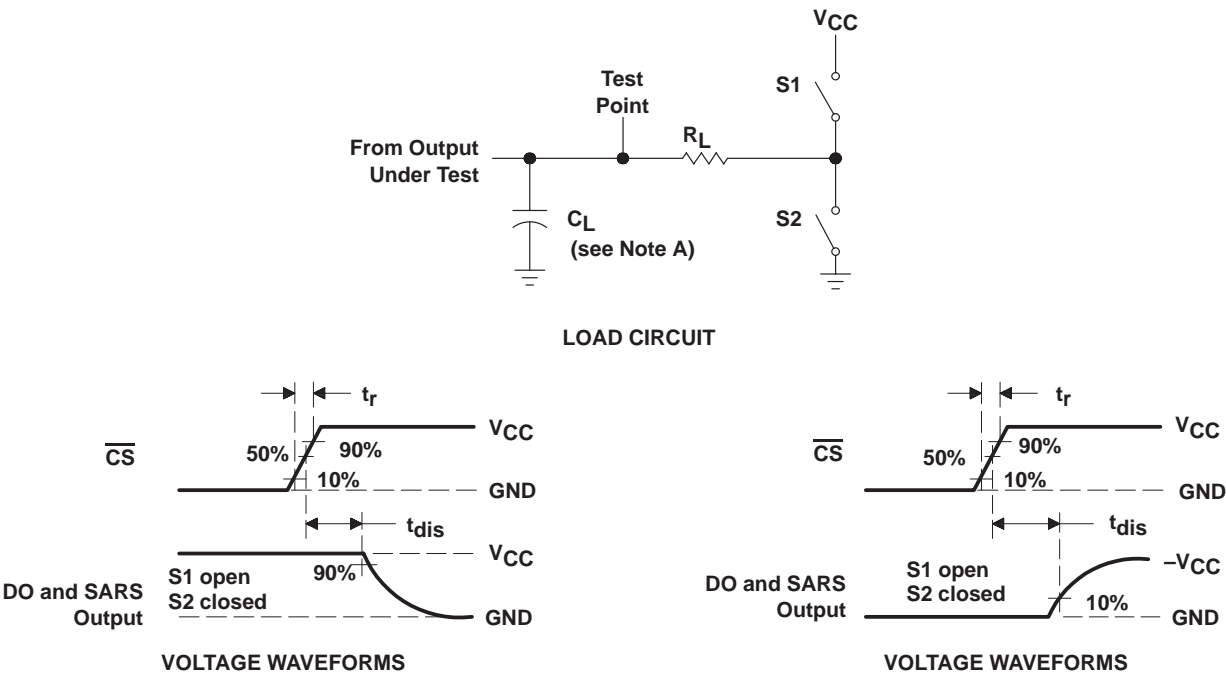 VCC
S1
Test
Point
RL
From Output
Under Test
CL
(see Note A)
S2
LOAD CIRCUIT
tr
CS
50%
90%
10%
VCC
GND
tdis
VCC
90%
S1 open
S2 closed
DO and SARS
Output
GND
VOLTAGE WAVEFORMS
tr
CS
50%
90%
10%
VCC
GND
tdis
DO and SARS
Output
S1 open
S2 closed
–VCC
10%
GND
VOLTAGE WAVEFORMS